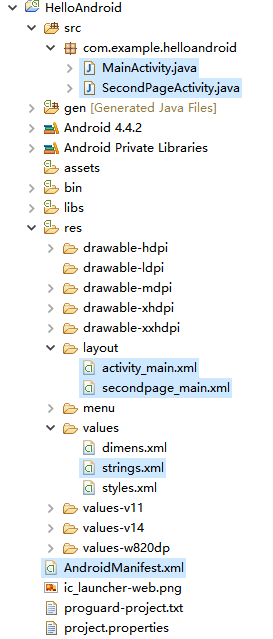 HelloAndroid
src
com.example.helloandroid
MainActivity.java
SecondPageActivity.java
gen [Generated Java Files]
Android 4.4.2
Android Private Libraries
assets
bin
libs
res
drawable-hdpi
drawable-ldpi
drawable-mdpi
drawable-xhdpi
drawable-xxhdpi
layout
activity_main.xml
secondpage_main.xml
menu
values
dimens.xml
strings.xml
styles.xml
values-v11
values-v14
values-w820dp
AndroidManifest.xml
ic_launcher-web.png
proguard-project.txt
project.properties